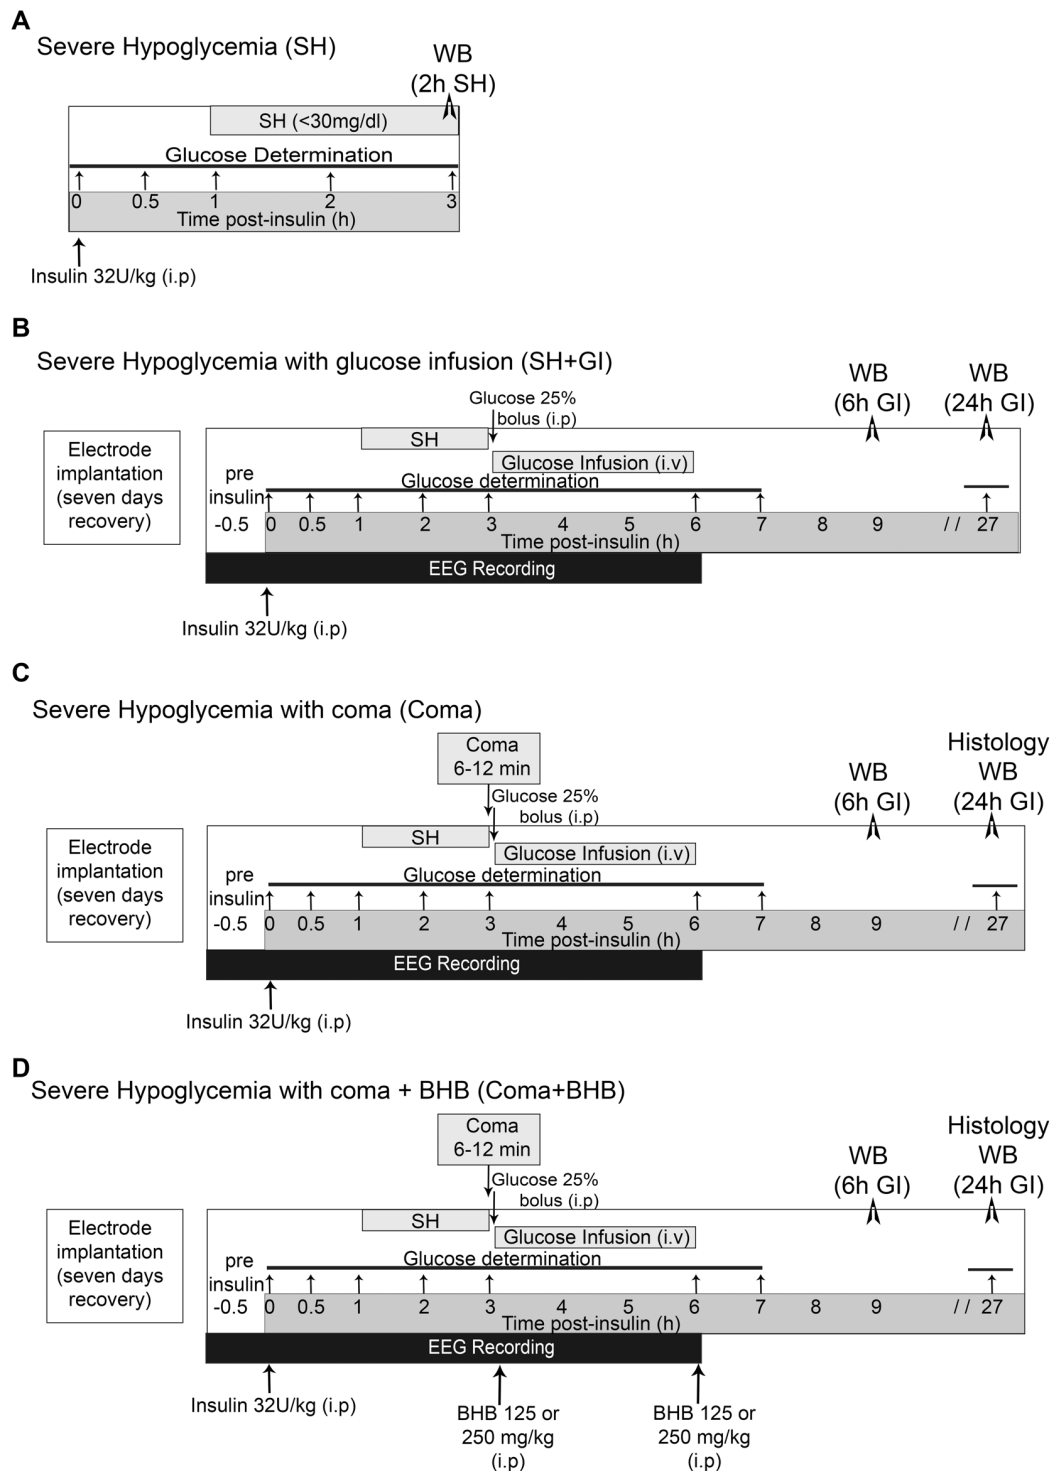 A
Severe Hypoglycemia (SH)
WB
(2h SH)
SH (<30mg/dl)
Glucose Determination
0 0.5 1 2 3
Time post-insulin (h)
Insulin 32U/kg (i.p)
B
Severe Hypoglycemia with glucose infusion (SH+GI)
WB
(6h GI)
WB
(24h GI)
Glucose 25%
bolus (i.p)
Electrode
implantation
(seven days
recovery)
SH
Glucose Infusion (i.v)
Glucose determination
pre
insulin
-0.5 0 0.5 1 2 3 4 5 6 7 8 9 // 27
Time post-insulin (h)
EEG Recording
Insulin 32U/kg (i.p)
C
Severe Hypoglycemia with coma (Coma)
Coma
6-12 min
WB
(6h GI)
Histology
WB
(24h GI)
Glucose 25%
bolus (i.p)
Electrode
implantation
(seven days
recovery)
SH
Glucose Infusion (i.v)
Glucose determination
pre
insulin
-0.5 0 0.5 1 2 3 4 5 6 7 8 9 // 27
Time post-insulin (h)
EEG Recording
Insulin 32U/kg (i.p)
D
Severe Hypoglycemia with coma + BHB (Coma+BHB)
Coma
6-12 min
WB
(6h GI)
Histology
WB
(24h GI)
Glucose 25%
bolus (i.p)
Electrode
implantation
(seven days
recovery)
SH
Glucose Infusion (i.v)
Glucose determination
pre
insulin
-0.5 0 0.5 1 2 3 4 5 6 7 8 9 // 27
Time post-insulin (h)
EEG Recording
Insulin 32U/kg (i.p)
BHB 125 or
250 mg/kg
(i.p)
BHB 125 or
250 mg/kg
(i.p)